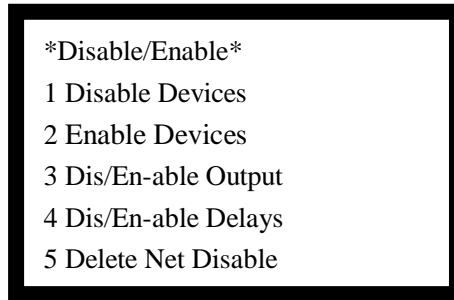 *Disable/Enable*
1 Disable Devices
2 Enable Devices
3 Dis/En-able Output
4 Dis/En-able Delays
5 Delete Net Disable